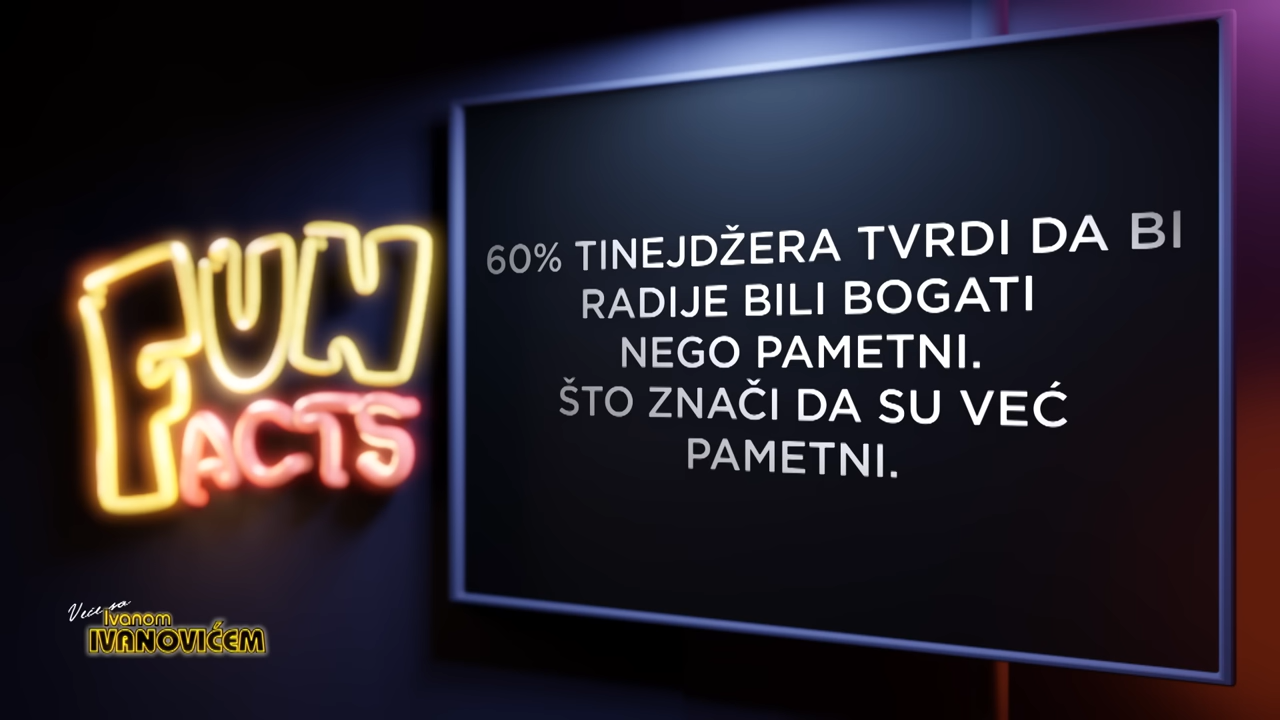 FUN
FACTS
60% TINEJDŽERA TVRDI DA BI
RADIJE BILI BOGATI
NEGO PAMETNI.
ŠTO ZNAČI DA SU VEĆ
PAMETNI.
Veče sa
Ivanom
IVANOVIĆEM